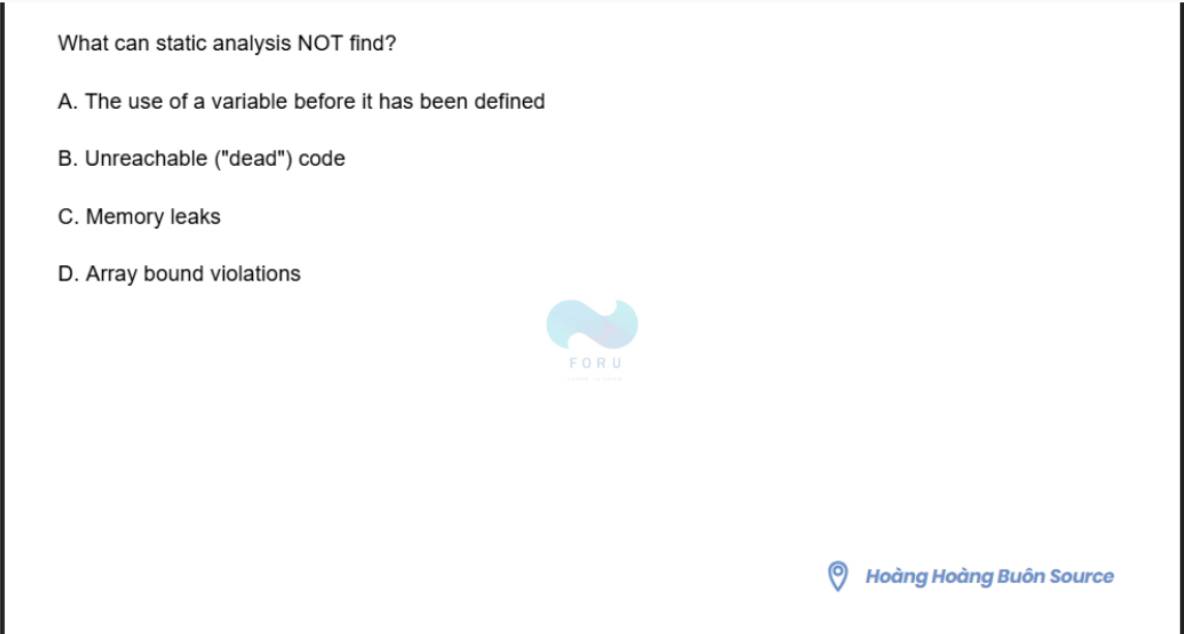 What can static analysis NOT find?
A. The use of a variable before it has been defined
B. Unreachable ("dead") code
C. Memory leaks
D. Array bound violations
FORU
Hoàng Hoàng Buôn Source